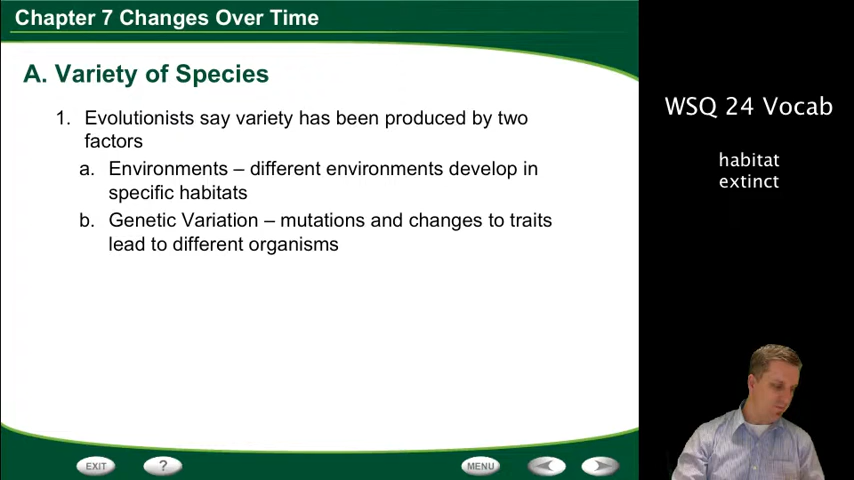 Chapter 7 Changes Over Time
A. Variety of Species
1. Evolutionists say variety has been produced by two
factors
a. Environments – different environments develop in
specific habitats
b. Genetic Variation – mutations and changes to traits
lead to different organisms
WSQ 24 Vocab
habitat
extinct
EXIT
?
MENU